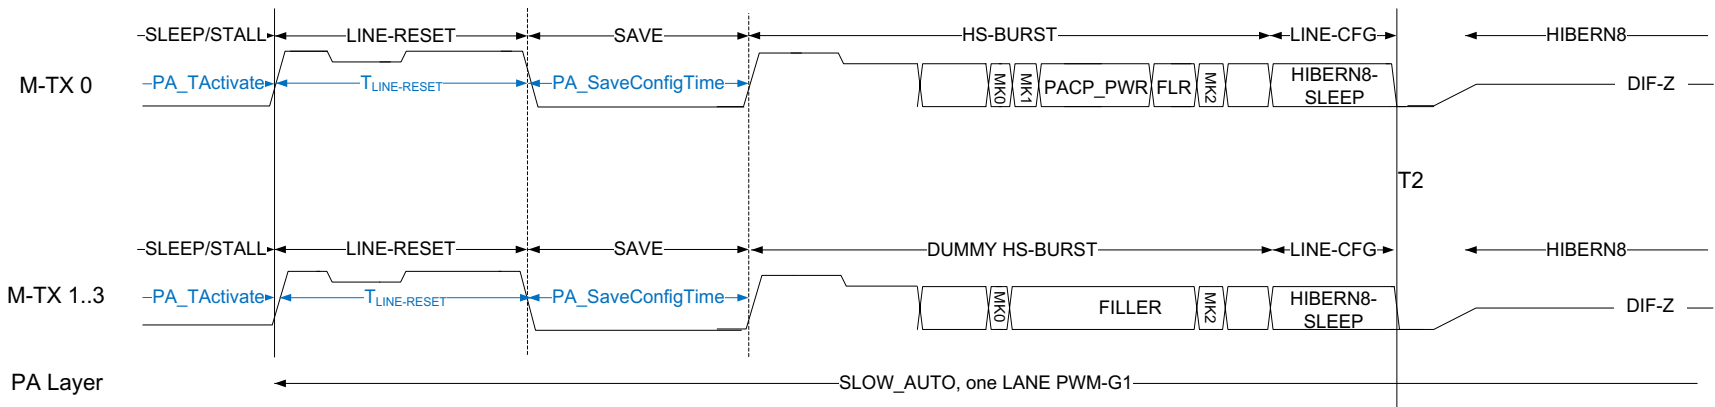 SLEEP/STALL LINE-RESET SAVE HS-BURST LINE-CFG HIBERN8
M-TX 0 PA_TActivate TLINE-RESET PA_SaveConfigTime MK0 MK1 PACP_PWR FLR MK2 HIBERN8-
SLEEP DIF-Z
T2
SLEEP/STALL LINE-RESET SAVE DUMMY HS-BURST LINE-CFG HIBERN8
M-TX 1..3 PA_TActivate TLINE-RESET PA_SaveConfigTime MK0 FILLER MK2 HIBERN8-
SLEEP DIF-Z
PA Layer SLOW_AUTO, one LANE PWM-G1